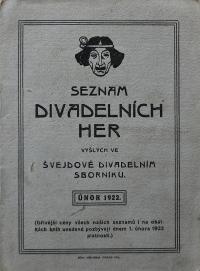 SEZNAM
DIVADELNÍCH
HER
VYŠLÝCH VE
ŠVEJDOVĚ DIVADELNÍM
SBORNÍKU.
ÚNOR 1922.
(Dřívější ceny všech našich seznamů i na obál-
kách knih uvedené pozbývají dnem 1. února 1922
platnosti.)